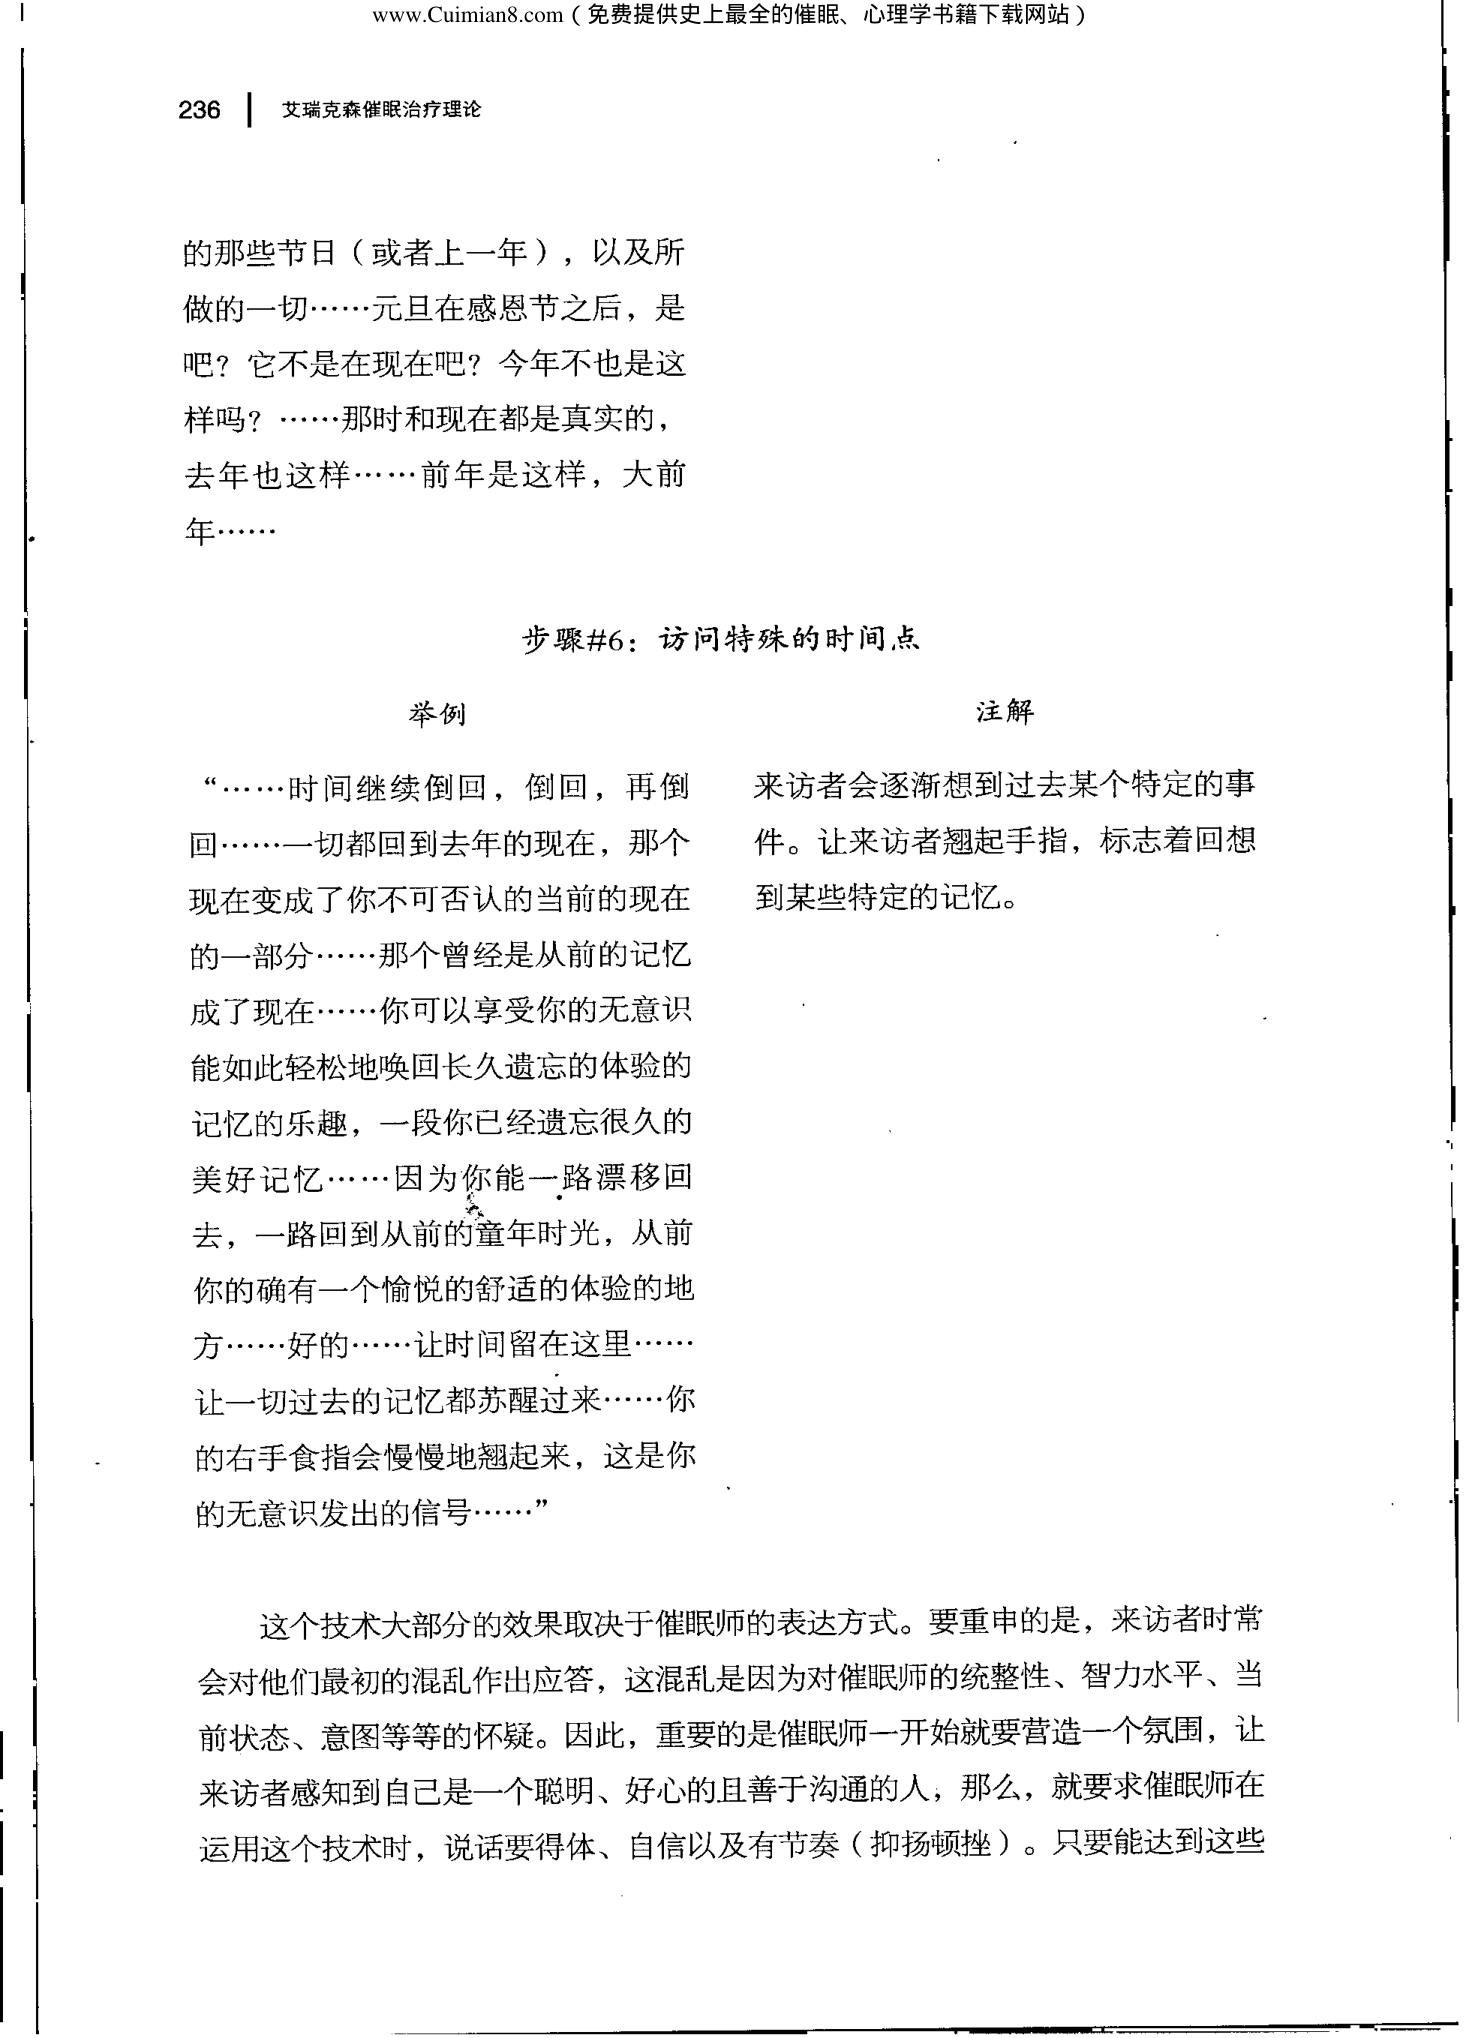 www.Cuimian8.com（免费提供史上最全的催眠、心理学书籍下载网站）
236 艾瑞克森催眠治疗理论
的那些节日（或者上一年），以及所
做的一切……元旦在感恩节之后，是
吧？它不是在现在吧？今年不也是这
样吗？……那时和现在都是真实的，
去年也这样……前年是这样，大前
年……
步骤#6：访问特殊的时间点
举例
“……时间继续倒回，倒回，再倒
回……一切都回到去年的现在，那个
现在变成了你不可否认的当前的现在
的一部分……那个曾经是从前的记忆
成了现在……你可以享受你的无意识
能如此轻松地唤回长久遗忘的体验的
记忆的乐趣，一段你已经遗忘很久的
美好记忆……因为你能一路漂移回
去，一路回到从前的童年时光，从前
你的确有一个愉悦的舒适的体验的地
方……好的……让时间留在这里……
让一切过去的记忆都苏醒过来……你
的右手食指会慢慢地翘起来，这是你
的无意识发出的信号……”
注解
来访者会逐渐想到过去某个特定的事
件。让来访者翘起手指，标志着回想
到某些特定的记忆。
这个技术大部分的效果取决于催眠师的表达方式。要重申的是，来访者时常
会对他们最初的混乱作出应答，这混乱是因为对催眠师的统整性、智力水平、当
前状态、意图等等的怀疑。因此，重要的是催眠师一开始就要营造一个氛围，让
来访者感知到自己是一个聪明、好心的且善于沟通的人，那么，就要求催眠师在
运用这个技术时，说话要得体、自信以及有节奏（抑扬顿挫）。只要能达到这些